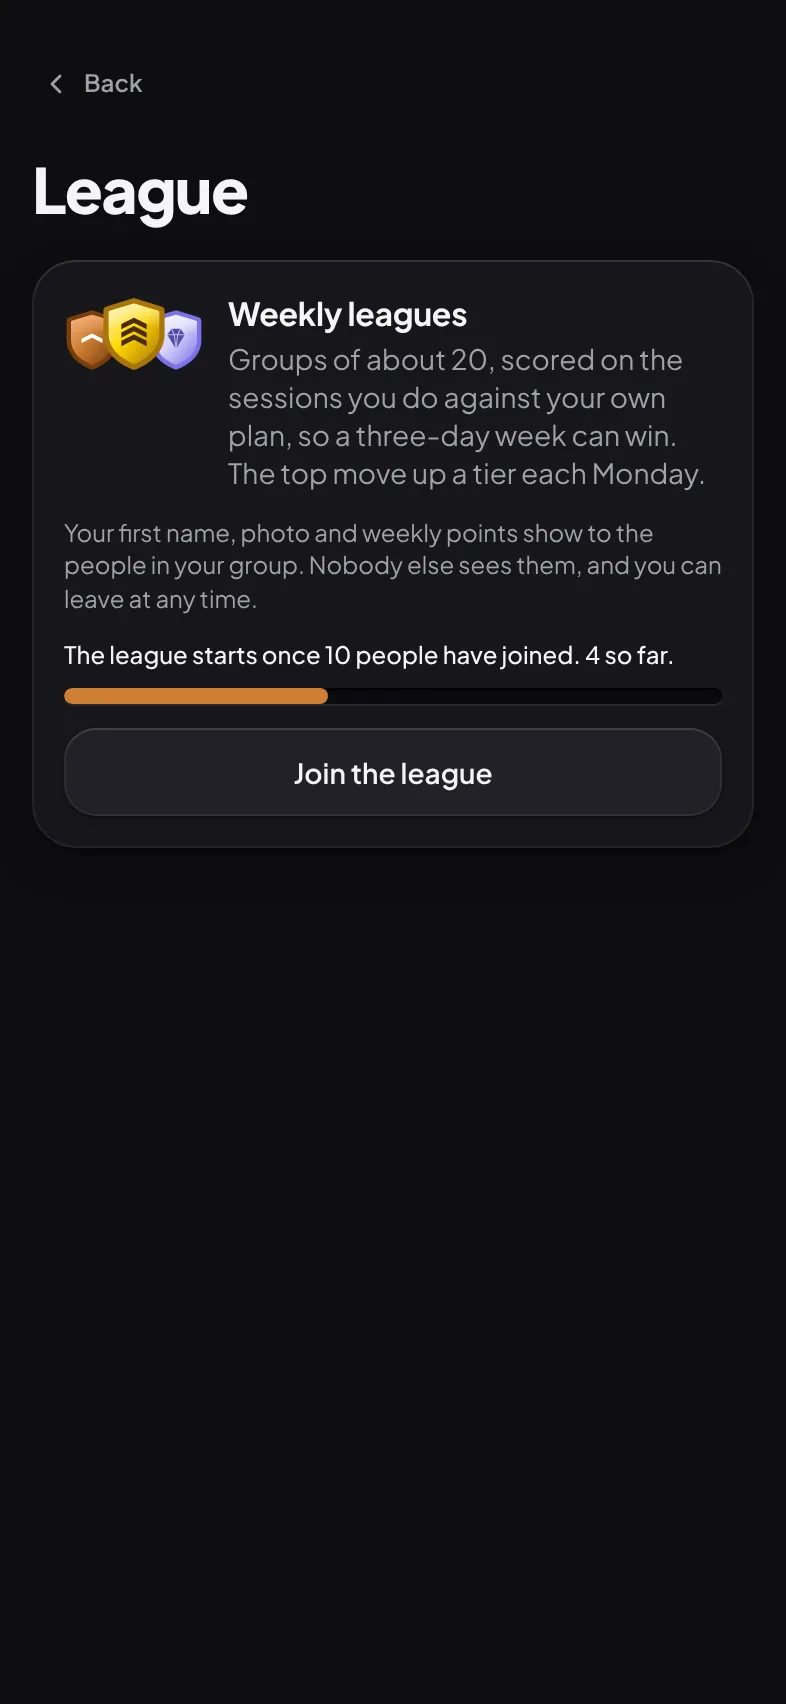 Back
League
Weekly leagues
Groups of about 20, scored on the
sessions you do against your own
plan, so a three-day week can win.
The top move up a tier each Monday.
Your first name, photo and weekly points show to the
people in your group. Nobody else sees them, and you can
leave at any time.
The league starts once 10 people have joined. 4 so far.
Join the league